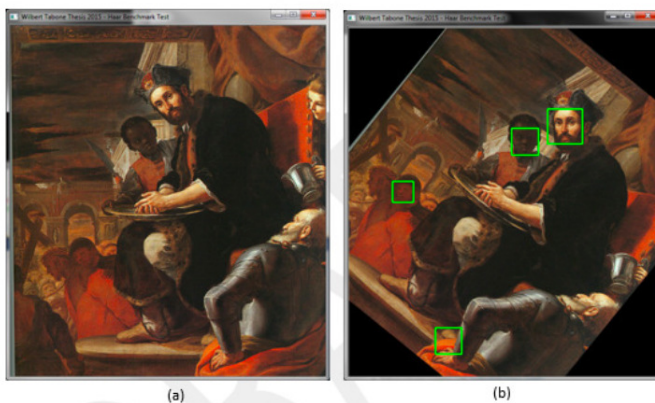 Wilbert Tabone Thesis 2015 - Haar Benchmark Test
Wilbert Tabone Thesis 2015 - Haar Benchmark Test
(a)
(b)